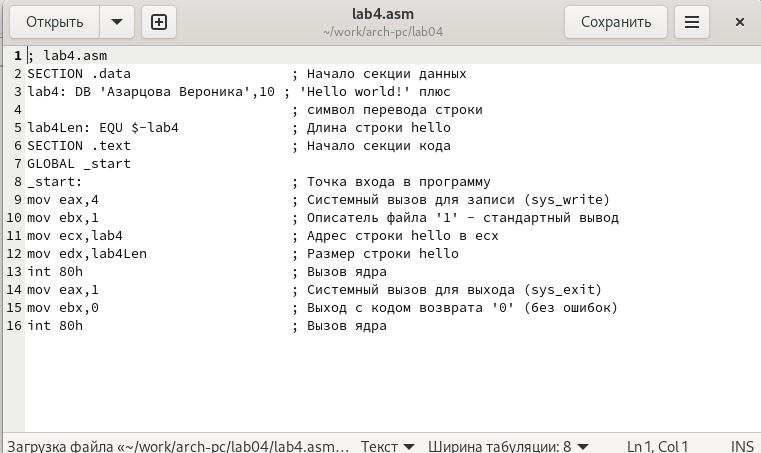 Открыть
lab4.asm
~/work/arch-pc/lab04
Сохранить
1 ; lab4.asm
2 SECTION .data ; Начало секции данных
3 lab4: DB 'Азарцова Вероника',10 ; 'Hello world!' плюс
4 ; символ перевода строки
5 lab4Len: EQU $-lab4 ; Длина строки hello
6 SECTION .text ; Начало секции кода
7 GLOBAL _start
8 _start: ; Точка входа в программу
9 mov eax,4 ; Системный вызов для записи (sys_write)
10 mov ebx,1 ; Описатель файла '1' - стандартный вывод
11 mov ecx,lab4 ; Адрес строки hello в ecx
12 mov edx,lab4Len ; Размер строки hello
13 int 80h ; Вызов ядра
14 mov eax,1 ; Системный вызов для выхода (sys_exit)
15 mov ebx,0 ; Выход с кодом возврата '0' (без ошибок)
16 int 80h ; Вызов ядра
Загрузка файла «~/work/arch-pc/lab04/lab4.asm… Текст Ширина табуляции: 8 Ln 1, Col 1 INS